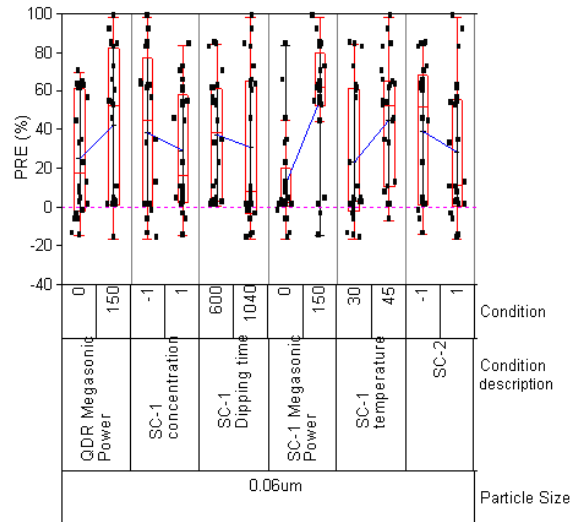 100
80
60
40
20
0
-20
-40
PRE (%)
0
150
-1
1
600
1040
0
150
30
45
-1
1
Condition
QDR Megasonic
Power
SC-1
concentration
SC-1
Dipping time
SC-1 Megasonic
Power
SC-1
temperature
SC-2
Condition
description
0.06um
Particle Size